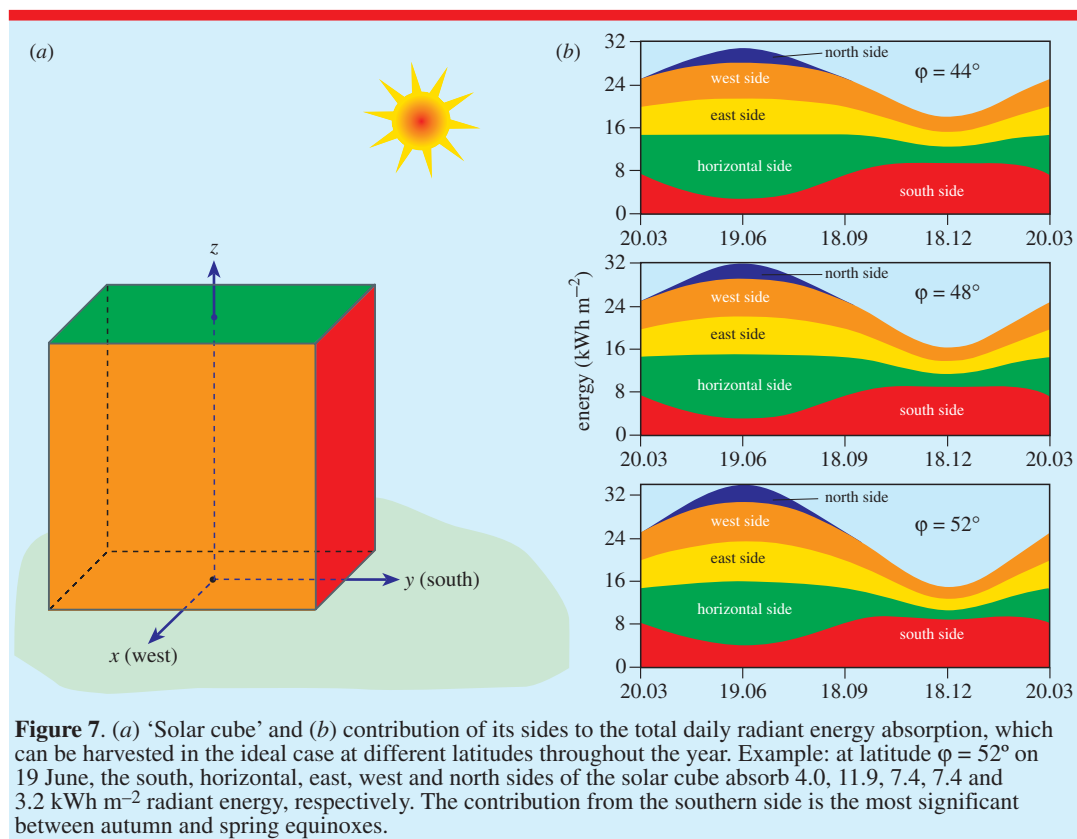 (a)
z
y (south)
x (west)
(b)
energy (kWh m−2)
32
24
16
8
0
north side
west side
φ = 44°
east side
horizontal side
south side
20.03 19.06 18.09 18.12 20.03
32
24
16
8
0
north side
west side
φ = 48°
east side
horizontal side
south side
20.03 19.06 18.09 18.12 20.03
32
24
16
8
0
north side
west side
φ = 52°
east side
horizontal side
south side
20.03 19.06 18.09 18.12 20.03
Figure 7. (a) ‘Solar cube’ and (b) contribution of its sides to the total daily radiant energy absorption, which
can be harvested in the ideal case at different latitudes throughout the year. Example: at latitude φ = 52º on
19 June, the south, horizontal, east, west and north sides of the solar cube absorb 4.0, 11.9, 7.4, 7.4 and
3.2 kWh m−2 radiant energy, respectively. The contribution from the southern side is the most significant
between autumn and spring equinoxes.